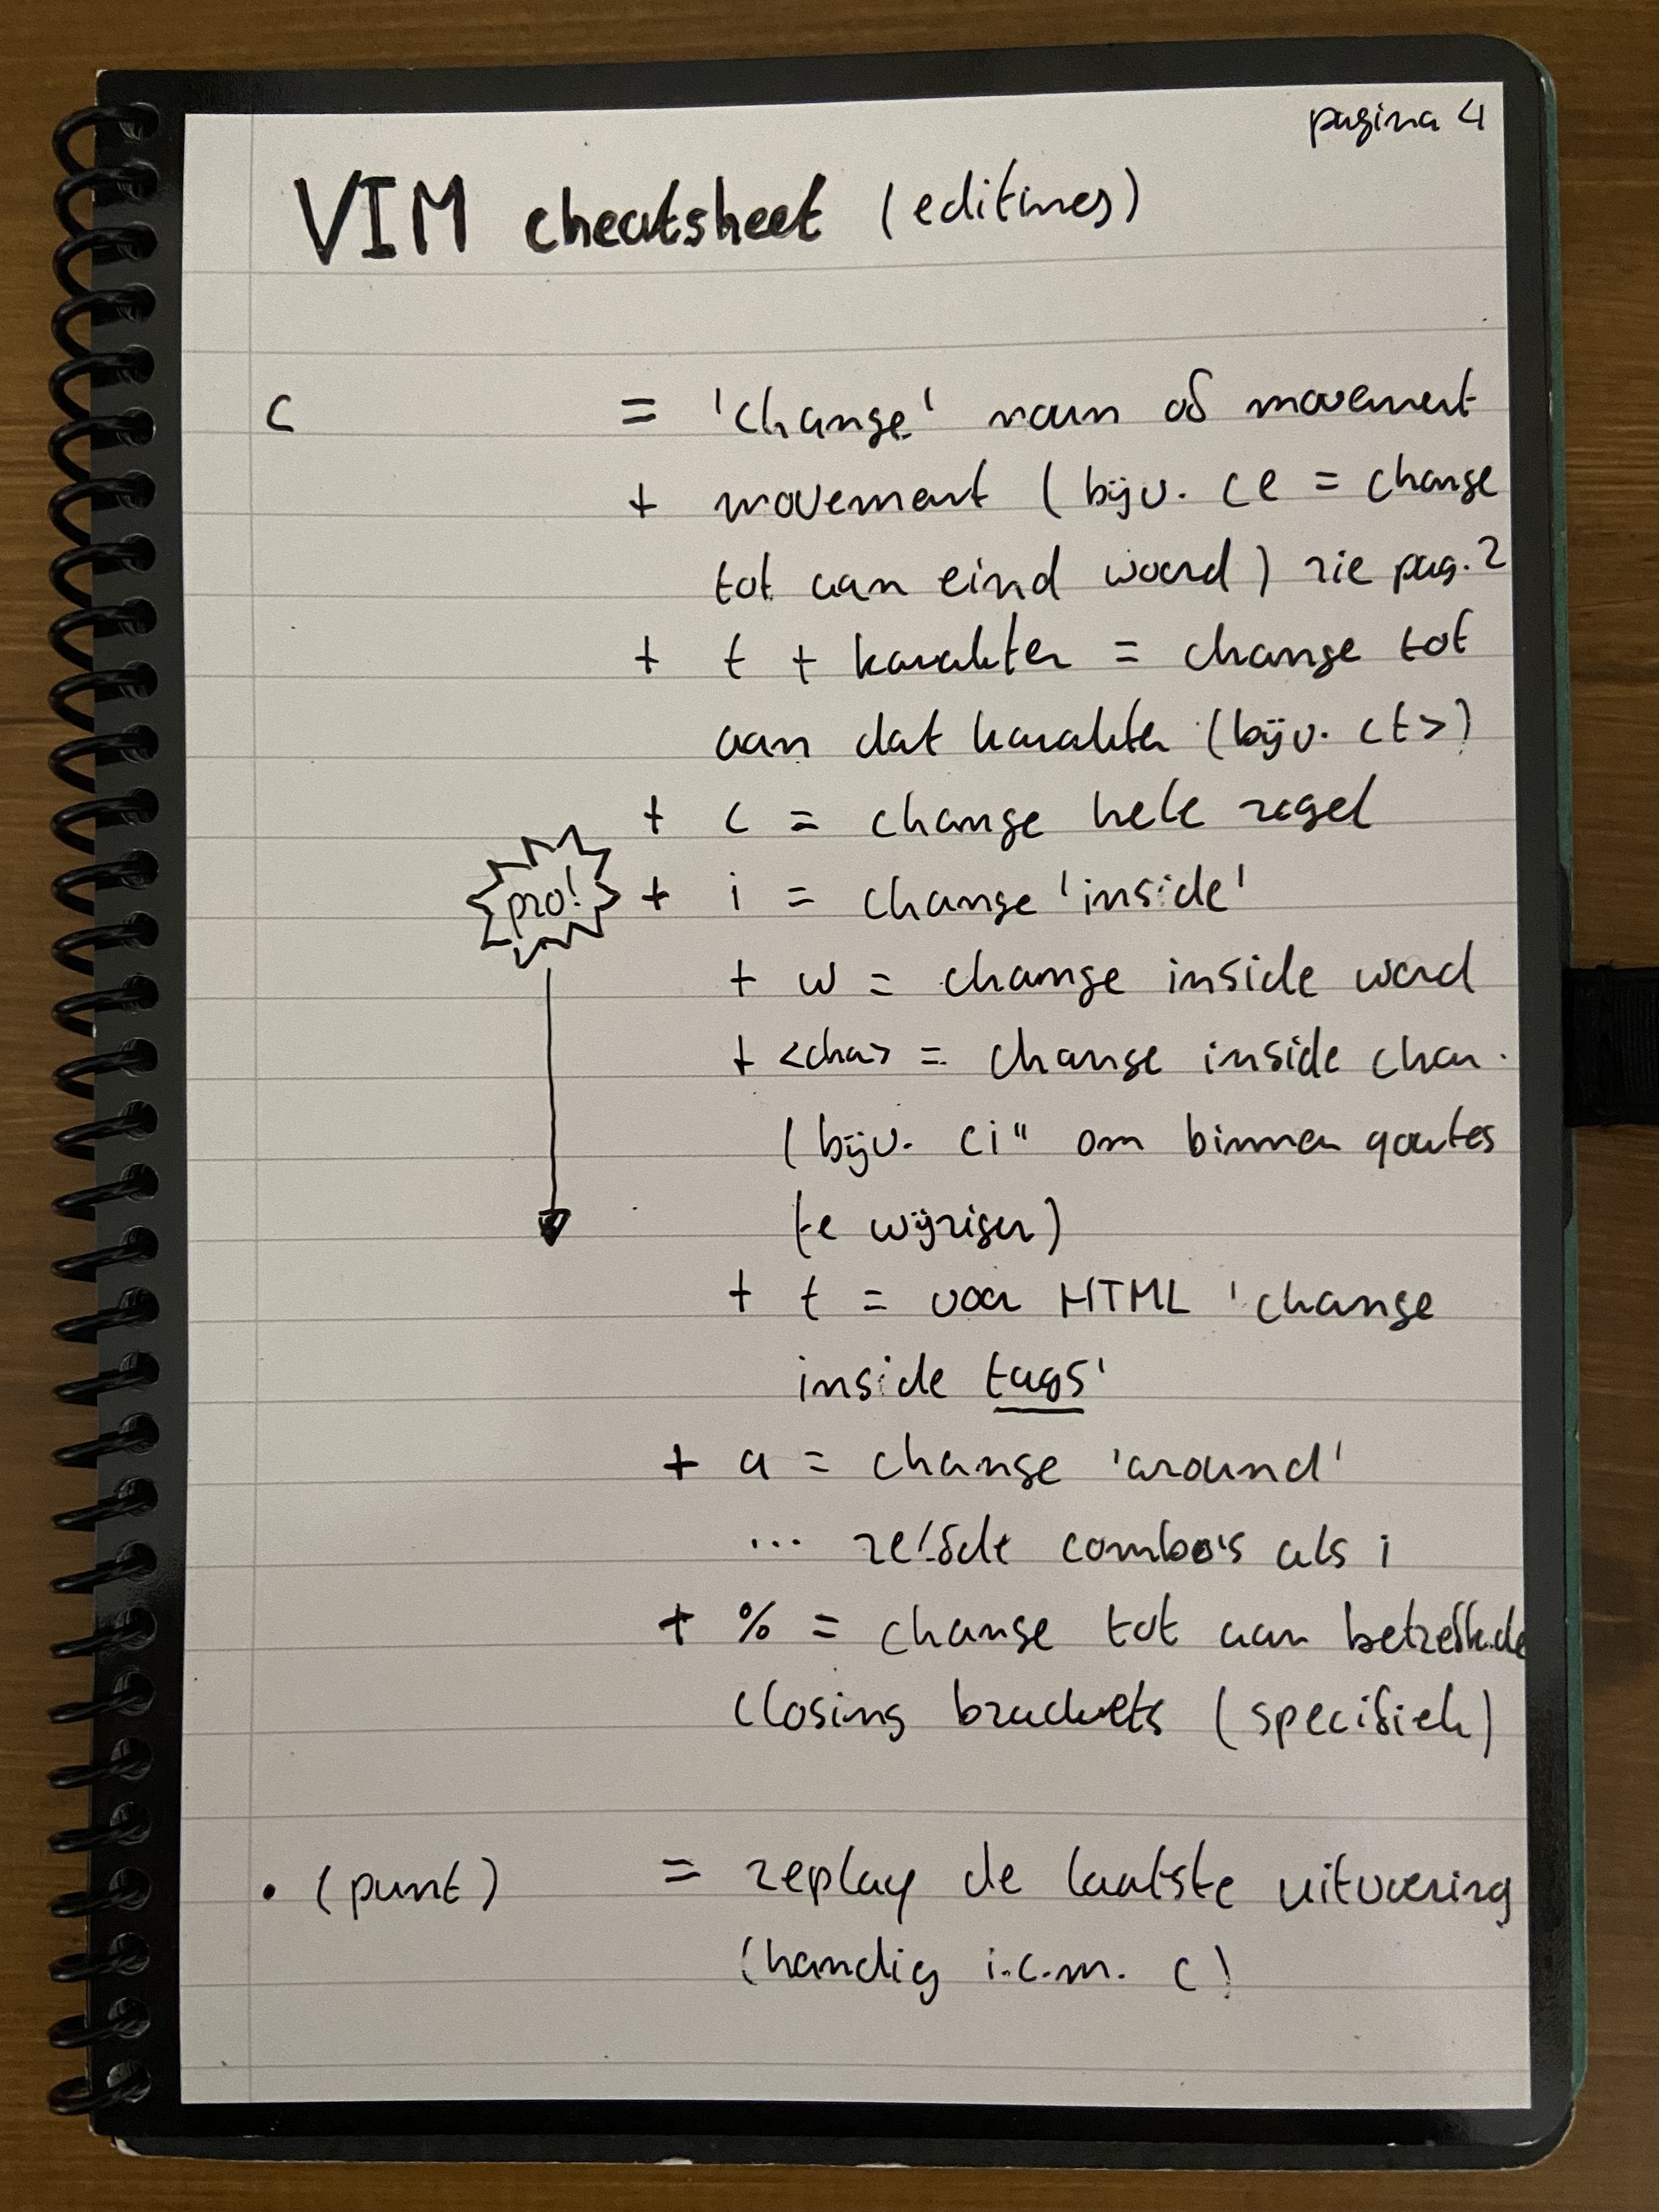 pagina 4
VIM cheatsheet (editing)
c = 'change' noun of movement
+ movement (bijv. ce = change
tot aan eind woord) zie pag. 2
+ t + karakter = change tot
aan dat karakter (bijv. ct>)
+ c = change hele regel
pro! + i = change 'inside'
+ w = change inside word
+ <char> = change inside char.
(bijv. ci" om binnen qoutes
te wijzigen)
+ t = voor HTML 'change
inside tags'
+ a = change 'around'
... zelfde combo's als i
+ % = change tot aan betreffende
closing brackets (specifiek)
. (punt) = replay de laatste uitvoering
(handig i.c.m. c)